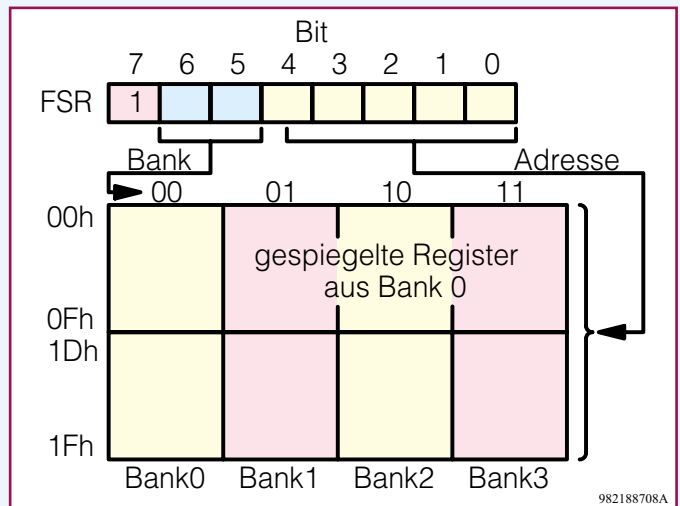 Bit
7 6 5 4 3 2 1 0
FSR 1
Bank Adresse
00 01 10 11
00h
gespiegelte Register
aus Bank 0
0Fh
1Dh
1Fh
Bank0 Bank1 Bank2 Bank3
982188708A